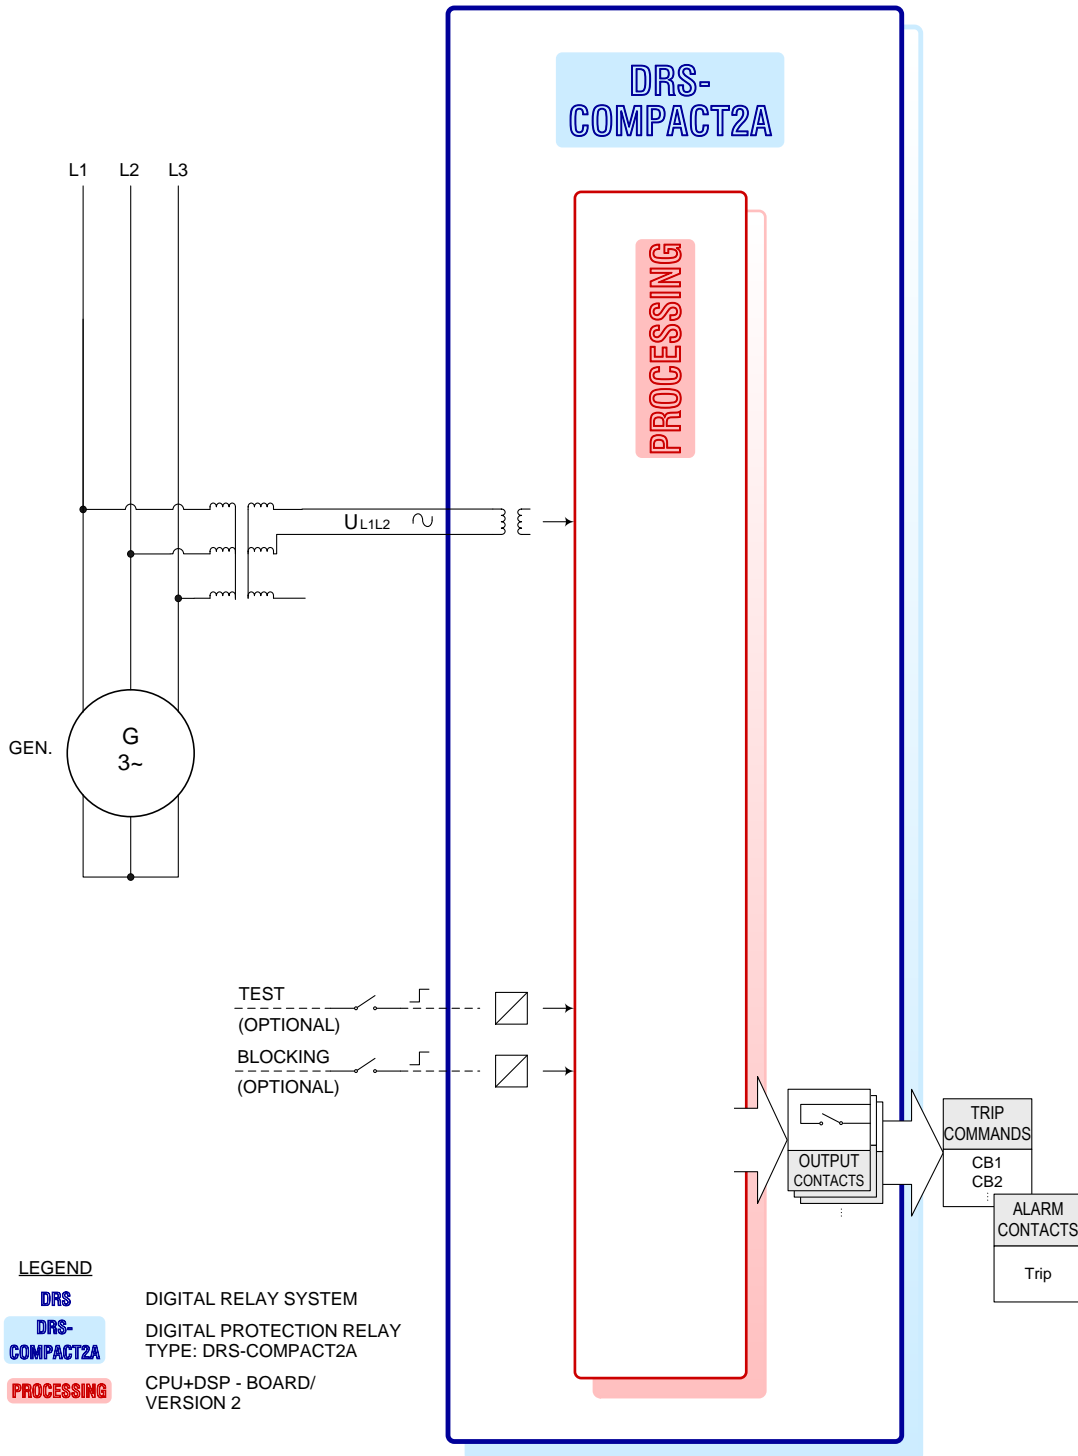 DRS-
COMPACT2A
L1 L2 L3
PROCESSING
UL1L2
GEN.
G
3~
TEST
(OPTIONAL)
BLOCKING
(OPTIONAL)
OUTPUT
CONTACTS
TRIP
COMMANDS
CB1
CB2
ALARM
CONTACTS
Trip
LEGEND
DRS DIGITAL RELAY SYSTEM
DRS-
COMPACT2A
DIGITAL PROTECTION RELAY
TYPE: DRS-COMPACT2A
PROCESSING
CPU+DSP - BOARD/
VERSION 2